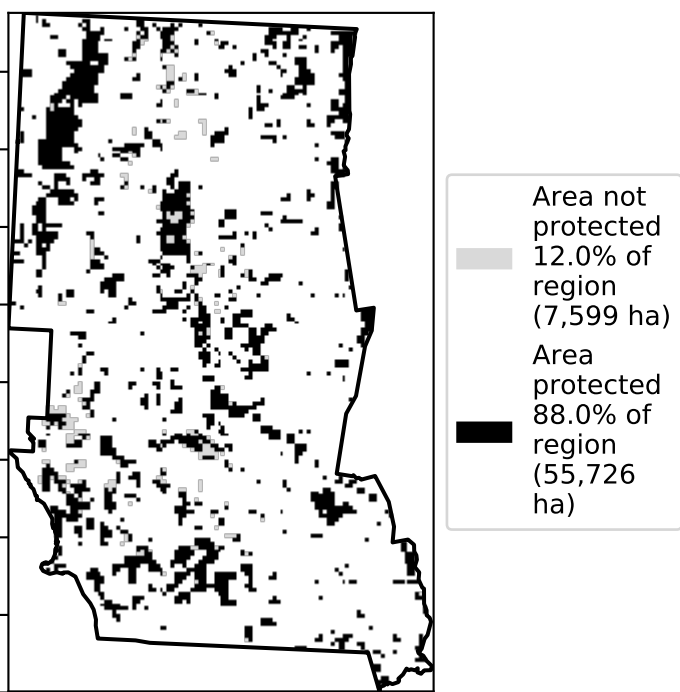 Area not
protected
12.0% of
region
(7,599 ha)
Area
protected
88.0% of
region
(55,726
ha)